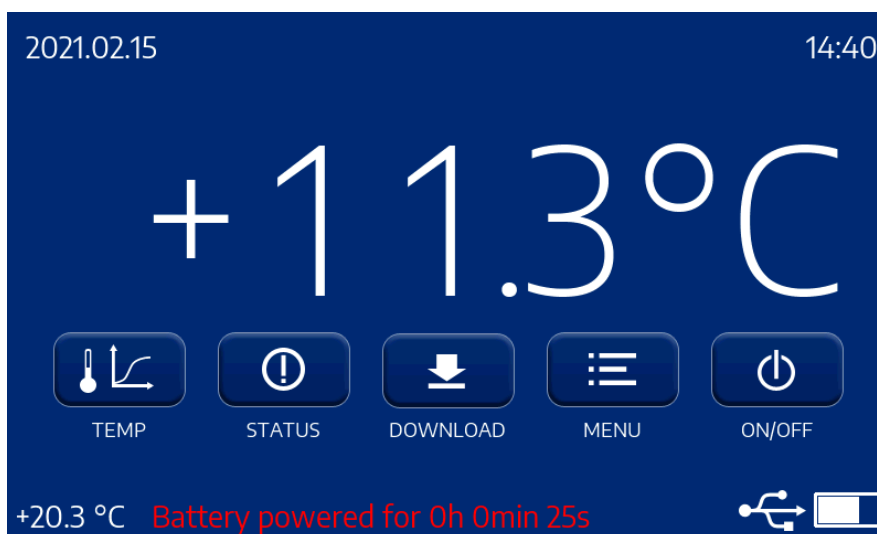 2021.02.15 14:40
+11.3°C
TEMP STATUS DOWNLOAD MENU ON/OFF
+20.3 °C Battery powered for 0h 0min 25s